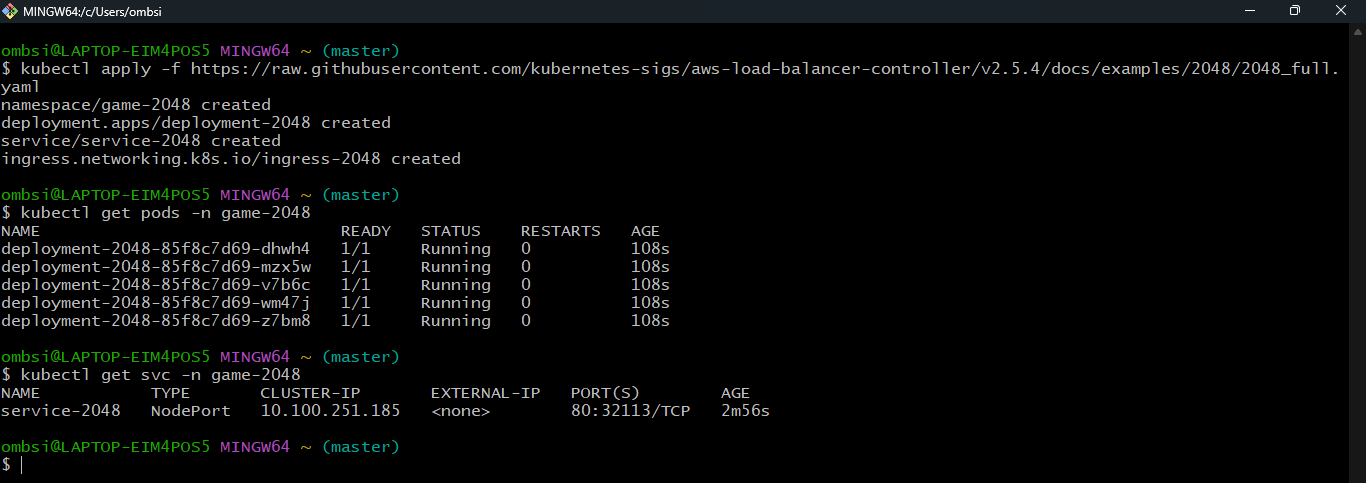 MINGW64:/c/Users/ombsi
ombsi@LAPTOP-EIM4POS5 MINGW64 ~ (master)
$ kubectl apply -f https://raw.githubusercontent.com/kubernetes-sigs/aws-load-balancer-controller/v2.5.4/docs/examples/2048/2048_full.
yaml
namespace/game-2048 created
deployment.apps/deployment-2048 created
service/service-2048 created
ingress.networking.k8s.io/ingress-2048 created
ombsi@LAPTOP-EIM4POS5 MINGW64 ~ (master)
$ kubectl get pods -n game-2048
NAME READY STATUS RESTARTS AGE
deployment-2048-85f8c7d69-dhwh4 1/1 Running 0 108s
deployment-2048-85f8c7d69-mzx5w 1/1 Running 0 108s
deployment-2048-85f8c7d69-v7b6c 1/1 Running 0 108s
deployment-2048-85f8c7d69-wm47j 1/1 Running 0 108s
deployment-2048-85f8c7d69-z7bm8 1/1 Running 0 108s
ombsi@LAPTOP-EIM4POS5 MINGW64 ~ (master)
$ kubectl get svc -n game-2048
NAME TYPE CLUSTER-IP EXTERNAL-IP PORT(S) AGE
service-2048 NodePort 10.100.251.185 <none> 80:32113/TCP 2m56s
ombsi@LAPTOP-EIM4POS5 MINGW64 ~ (master)
$